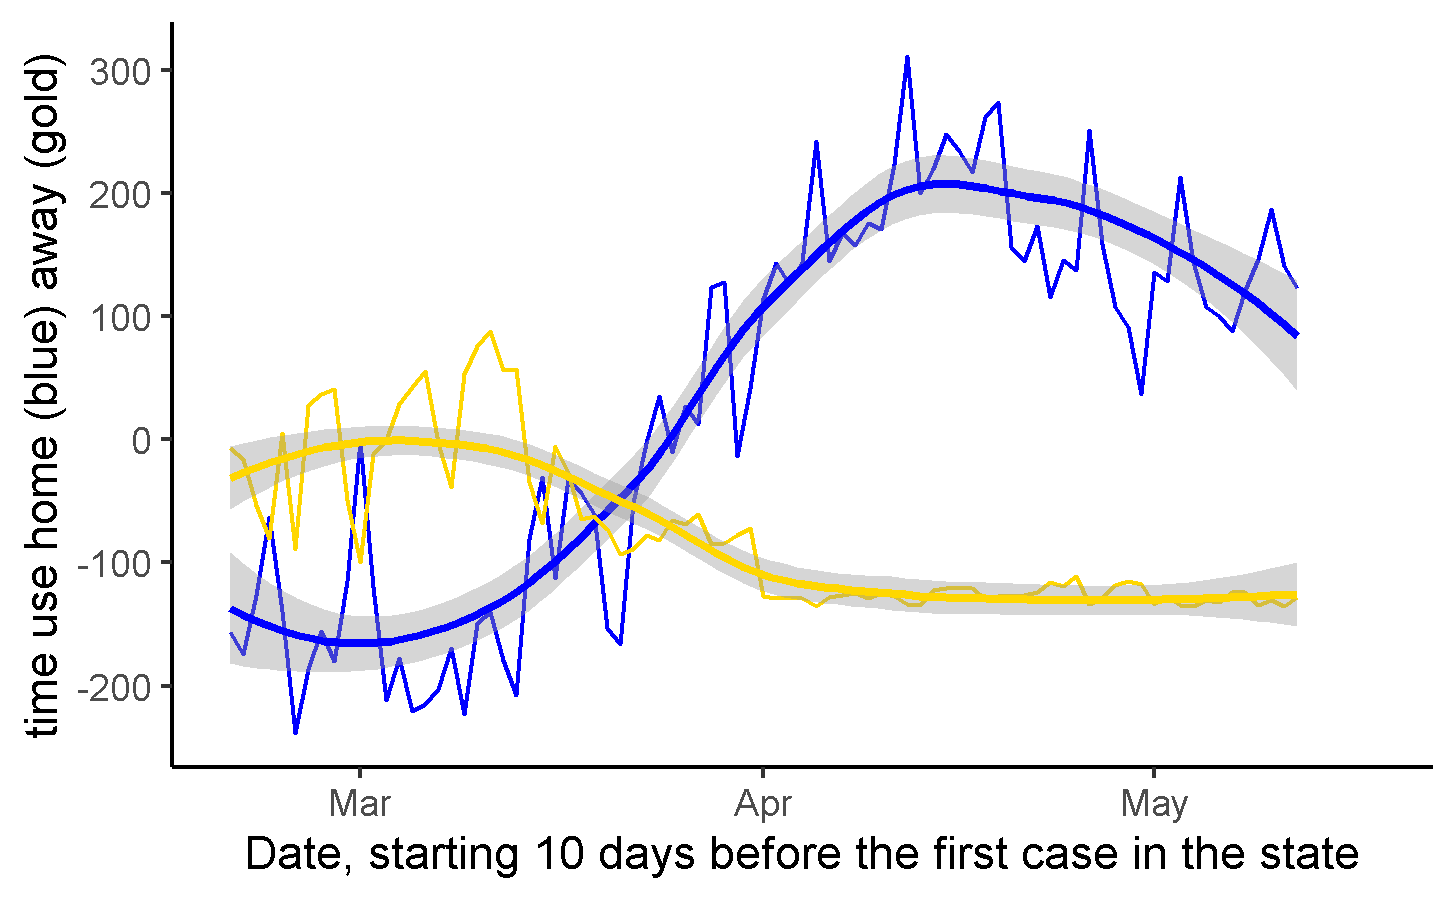 time use home (blue) away (gold)
300
200
100
0
-100
-200
Mar
Apr
May
Date, starting 10 days before the first case in the state